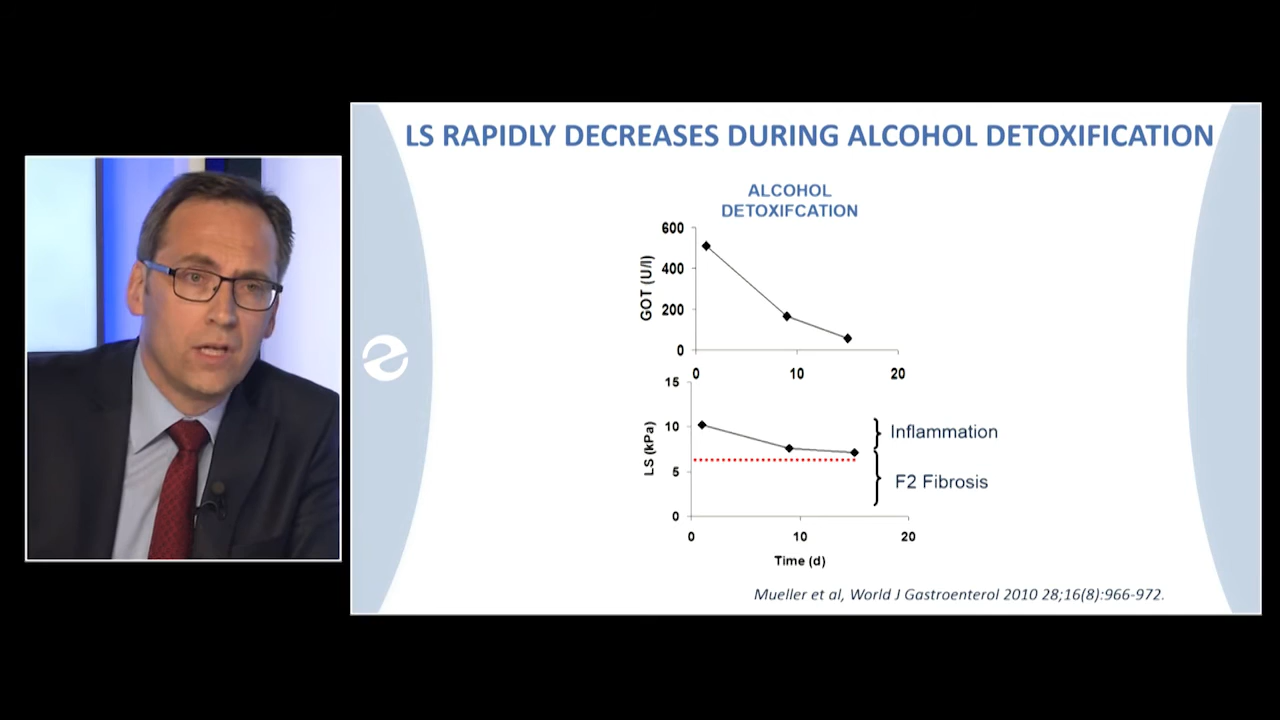 LS RAPIDLY DECREASES DURING ALCOHOL DETOXIFICATION
ALCOHOL
DETOXIFCATION
600
400
200
0
GOT (U/l)
0 10 20
15
10
5
0
LS (kPa)
Inflammation
F2 Fibrosis
0 10 20
Time (d)
Mueller et al, World J Gastroenterol 2010 28;16(8):966-972.